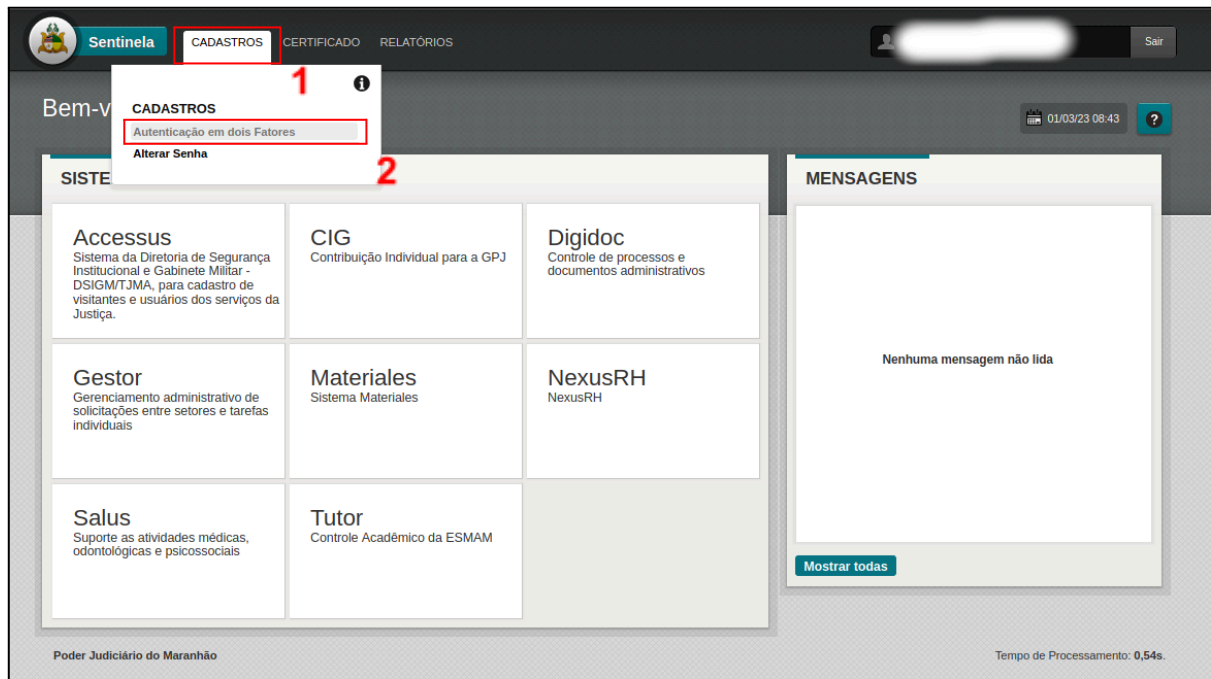 Sentinela
CADASTROS
CERTIFICADO
RELATÓRIOS
Sair
1
CADASTROS
Autenticação em dois Fatores
Alterar Senha
2
Bem-v
01/03/23 08:43
?
SISTE
Accessus
Sistema da Diretoria de Segurança
Institucional e Gabinete Militar -
DSIGM/TJMA, para cadastro de
visitantes e usuários dos serviços da
Justiça.
CIG
Contribuição Individual para a GPJ
Digidoc
Controle de processos e
documentos administrativos
Gestor
Gerenciamento administrativo de
solicitações entre setores e tarefas
individuais
Materiales
Sistema Materiales
NexusRH
NexusRH
Salus
Suporte as atividades médicas,
odontológicas e psicossociais
Tutor
Controle Acadêmico da ESMAM
MENSAGENS
Nenhuma mensagem não lida
Mostrar todas
Poder Judiciário do Maranhão
Tempo de Processamento: 0,54s.